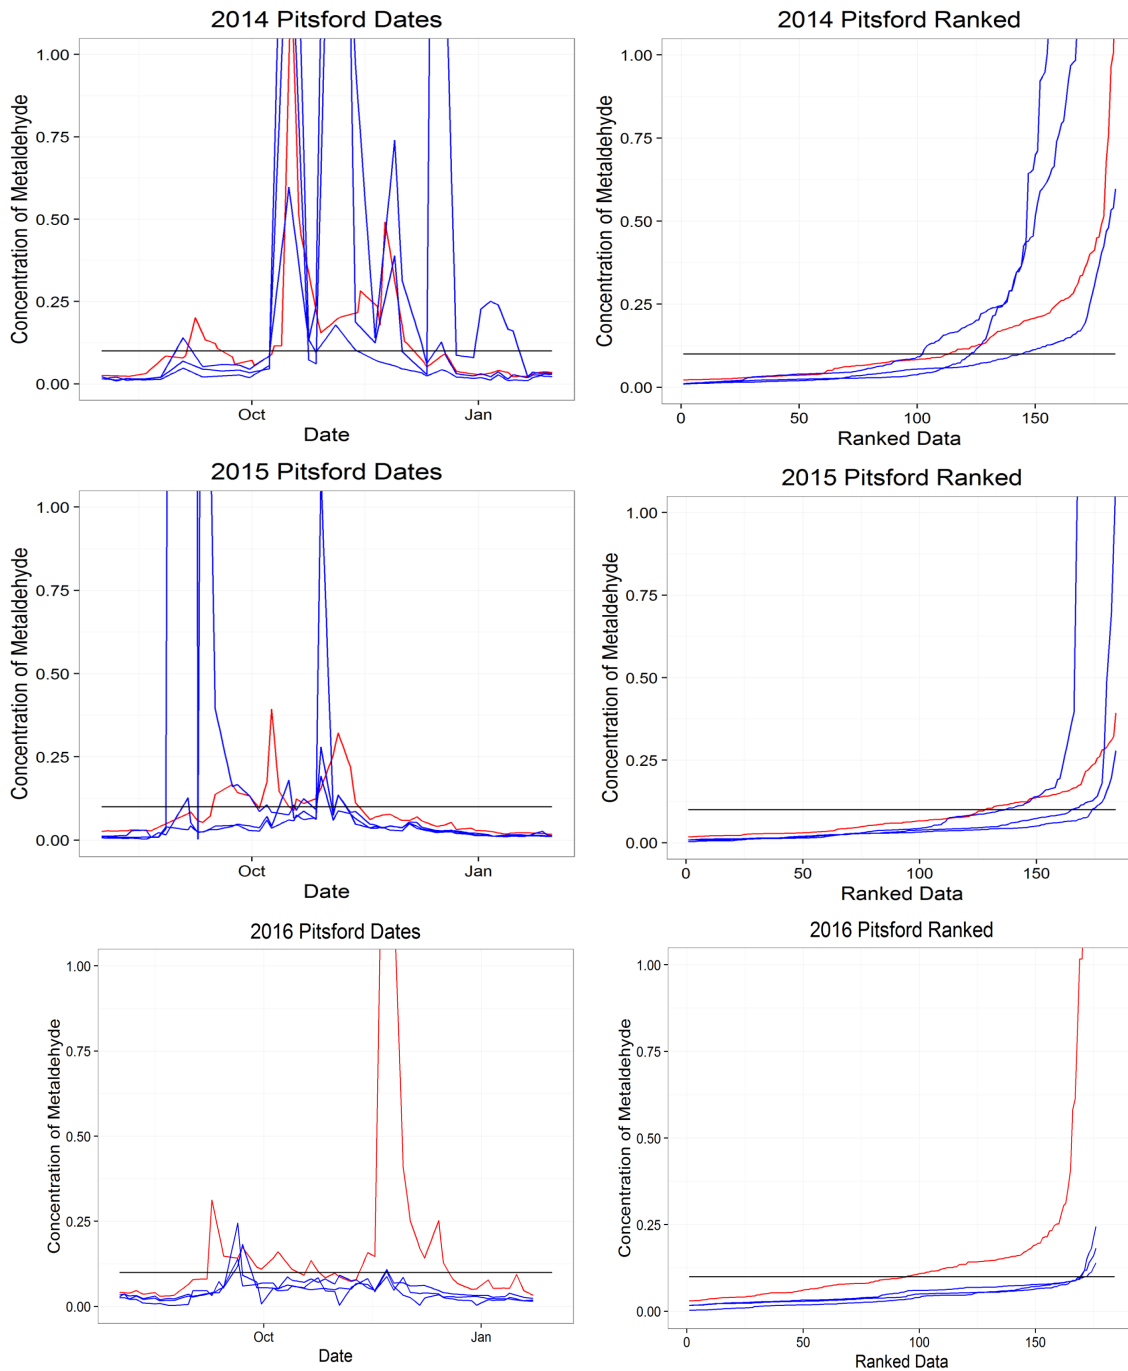 2014 Pitsford Dates
Concentration of Metaldehyde
1.00
0.75
0.50
0.25
0.00
Oct
Jan
Date
2014 Pitsford Ranked
Concentration of Metaldehyde
1.00
0.75
0.50
0.25
0.00
0
50
100
150
Ranked Data
2015 Pitsford Dates
Concentration of Metaldehyde
1.00
0.75
0.50
0.25
0.00
Oct
Jan
Date
2015 Pitsford Ranked
Concentration of Metaldehyde
1.00
0.75
0.50
0.25
0.00
0
50
100
150
Ranked Data
2016 Pitsford Dates
Concentration of Metaldehyde
1.00
0.75
0.50
0.25
0.00
Oct
Jan
Date
2016 Pitsford Ranked
Concentration of Metaldehyde
1.00
0.75
0.50
0.25
0.00
0
50
100
150
Ranked Data